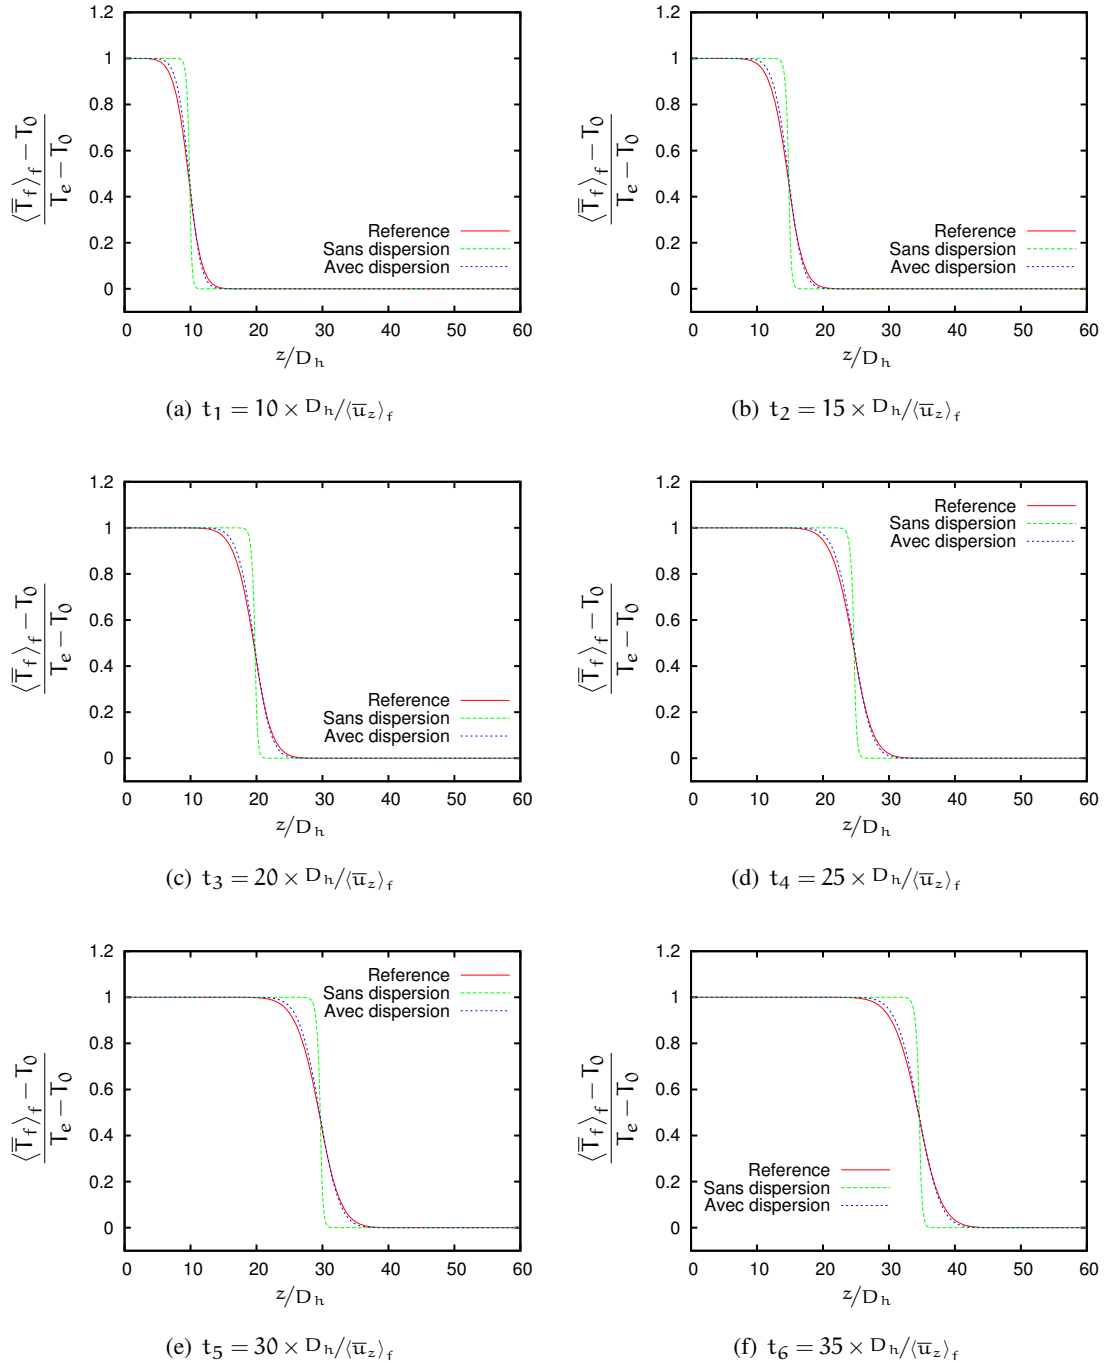 1.2
1
0.8
0.6
0.4
0.2
0
⟨T̅f⟩f − T0
Te − T0
Reference
Sans dispersion
Avec dispersion
0 10 20 30 40 50 60
z/Dh
(a) t1 = 10 × Dh/⟨u̅z⟩f
1.2
1
0.8
0.6
0.4
0.2
0
⟨T̅f⟩f − T0
Te − T0
Reference
Sans dispersion
Avec dispersion
0 10 20 30 40 50 60
z/Dh
(b) t2 = 15 × Dh/⟨u̅z⟩f
1.2
1
0.8
0.6
0.4
0.2
0
⟨T̅f⟩f − T0
Te − T0
Reference
Sans dispersion
Avec dispersion
0 10 20 30 40 50 60
z/Dh
(c) t3 = 20 × Dh/⟨u̅z⟩f
1.2
1
0.8
0.6
0.4
0.2
0
⟨T̅f⟩f − T0
Te − T0
Reference
Sans dispersion
Avec dispersion
0 10 20 30 40 50 60
z/Dh
(d) t4 = 25 × Dh/⟨u̅z⟩f
1.2
1
0.8
0.6
0.4
0.2
0
⟨T̅f⟩f − T0
Te − T0
Reference
Sans dispersion
Avec dispersion
0 10 20 30 40 50 60
z/Dh
(e) t5 = 30 × Dh/⟨u̅z⟩f
1.2
1
0.8
0.6
0.4
0.2
0
⟨T̅f⟩f − T0
Te − T0
Reference
Sans dispersion
Avec dispersion
0 10 20 30 40 50 60
z/Dh
(f) t6 = 35 × Dh/⟨u̅z⟩f